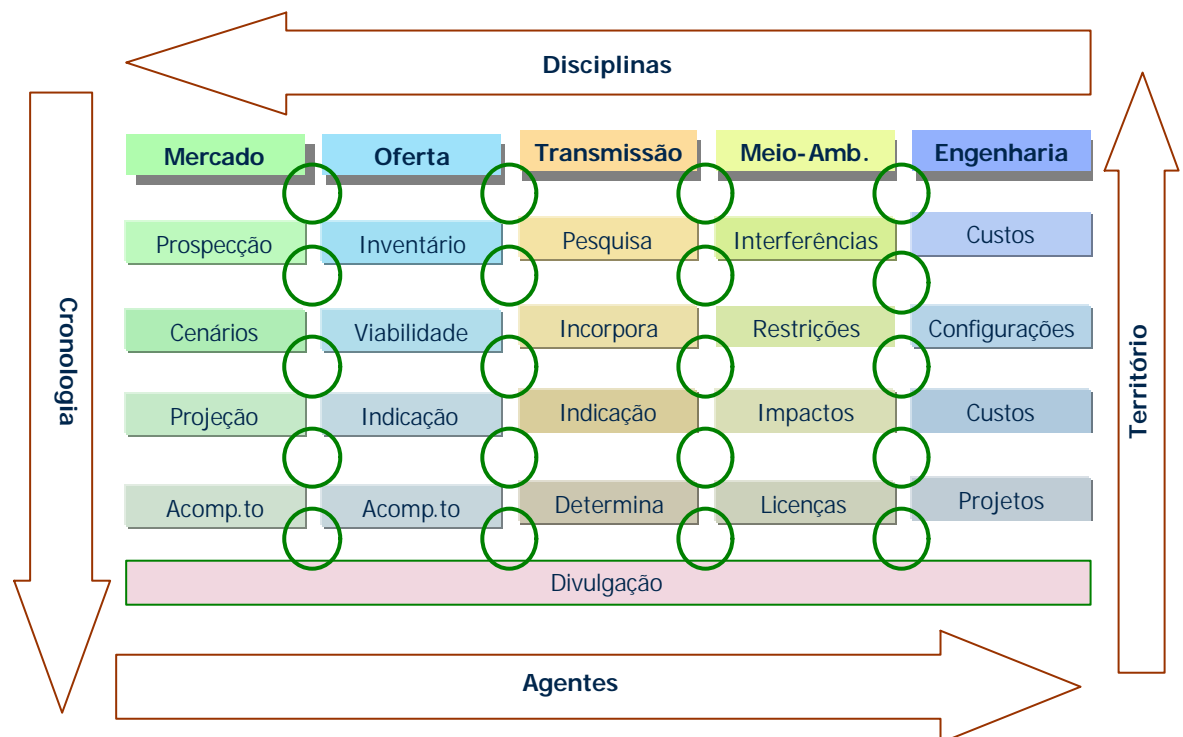 Disciplinas
Mercado
Oferta
Transmissão
Meio-Amb.
Engenharia
Prospecção
Inventário
Pesquisa
Interferências
Custos
Cenários
Viabilidade
Incorpora
Restrições
Configurações
Projeção
Indicação
Indicação
Impactos
Custos
Acomp.to
Acomp.to
Determina
Licenças
Projetos
Divulgação
Cronologia
Território
Agentes